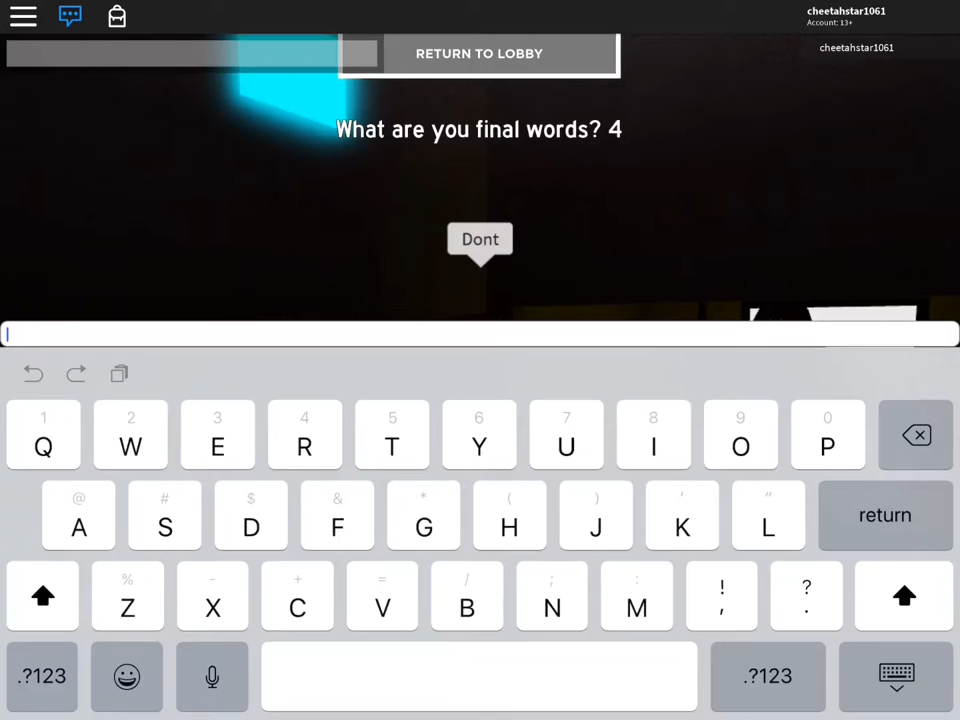 cheetahstar1061
Account: 13+
cheetahstar1061
RETURN TO LOBBY
What are you final words? 4
Dont
1 2 3 4 5 6 7 8 9 0
Q W E R T Y U I O P
@ # $ & * ( ) ' "
A S D F G H J K L return
% - + = / ; : ! ?
Z X C V B N M , .
.?123 .?123